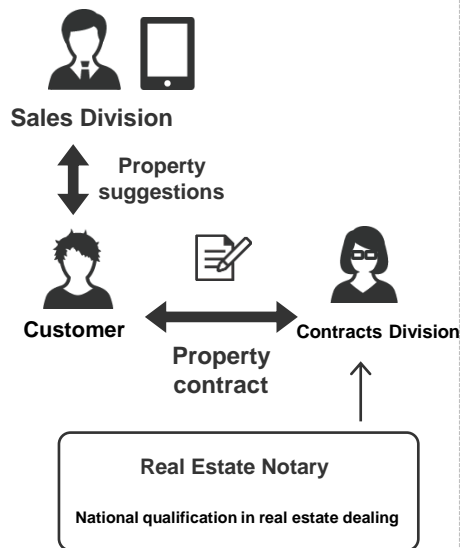 Sales Division
Property
suggestions
Customer
Contracts Division
Property
contract
Real Estate Notary
National qualification in real estate dealing